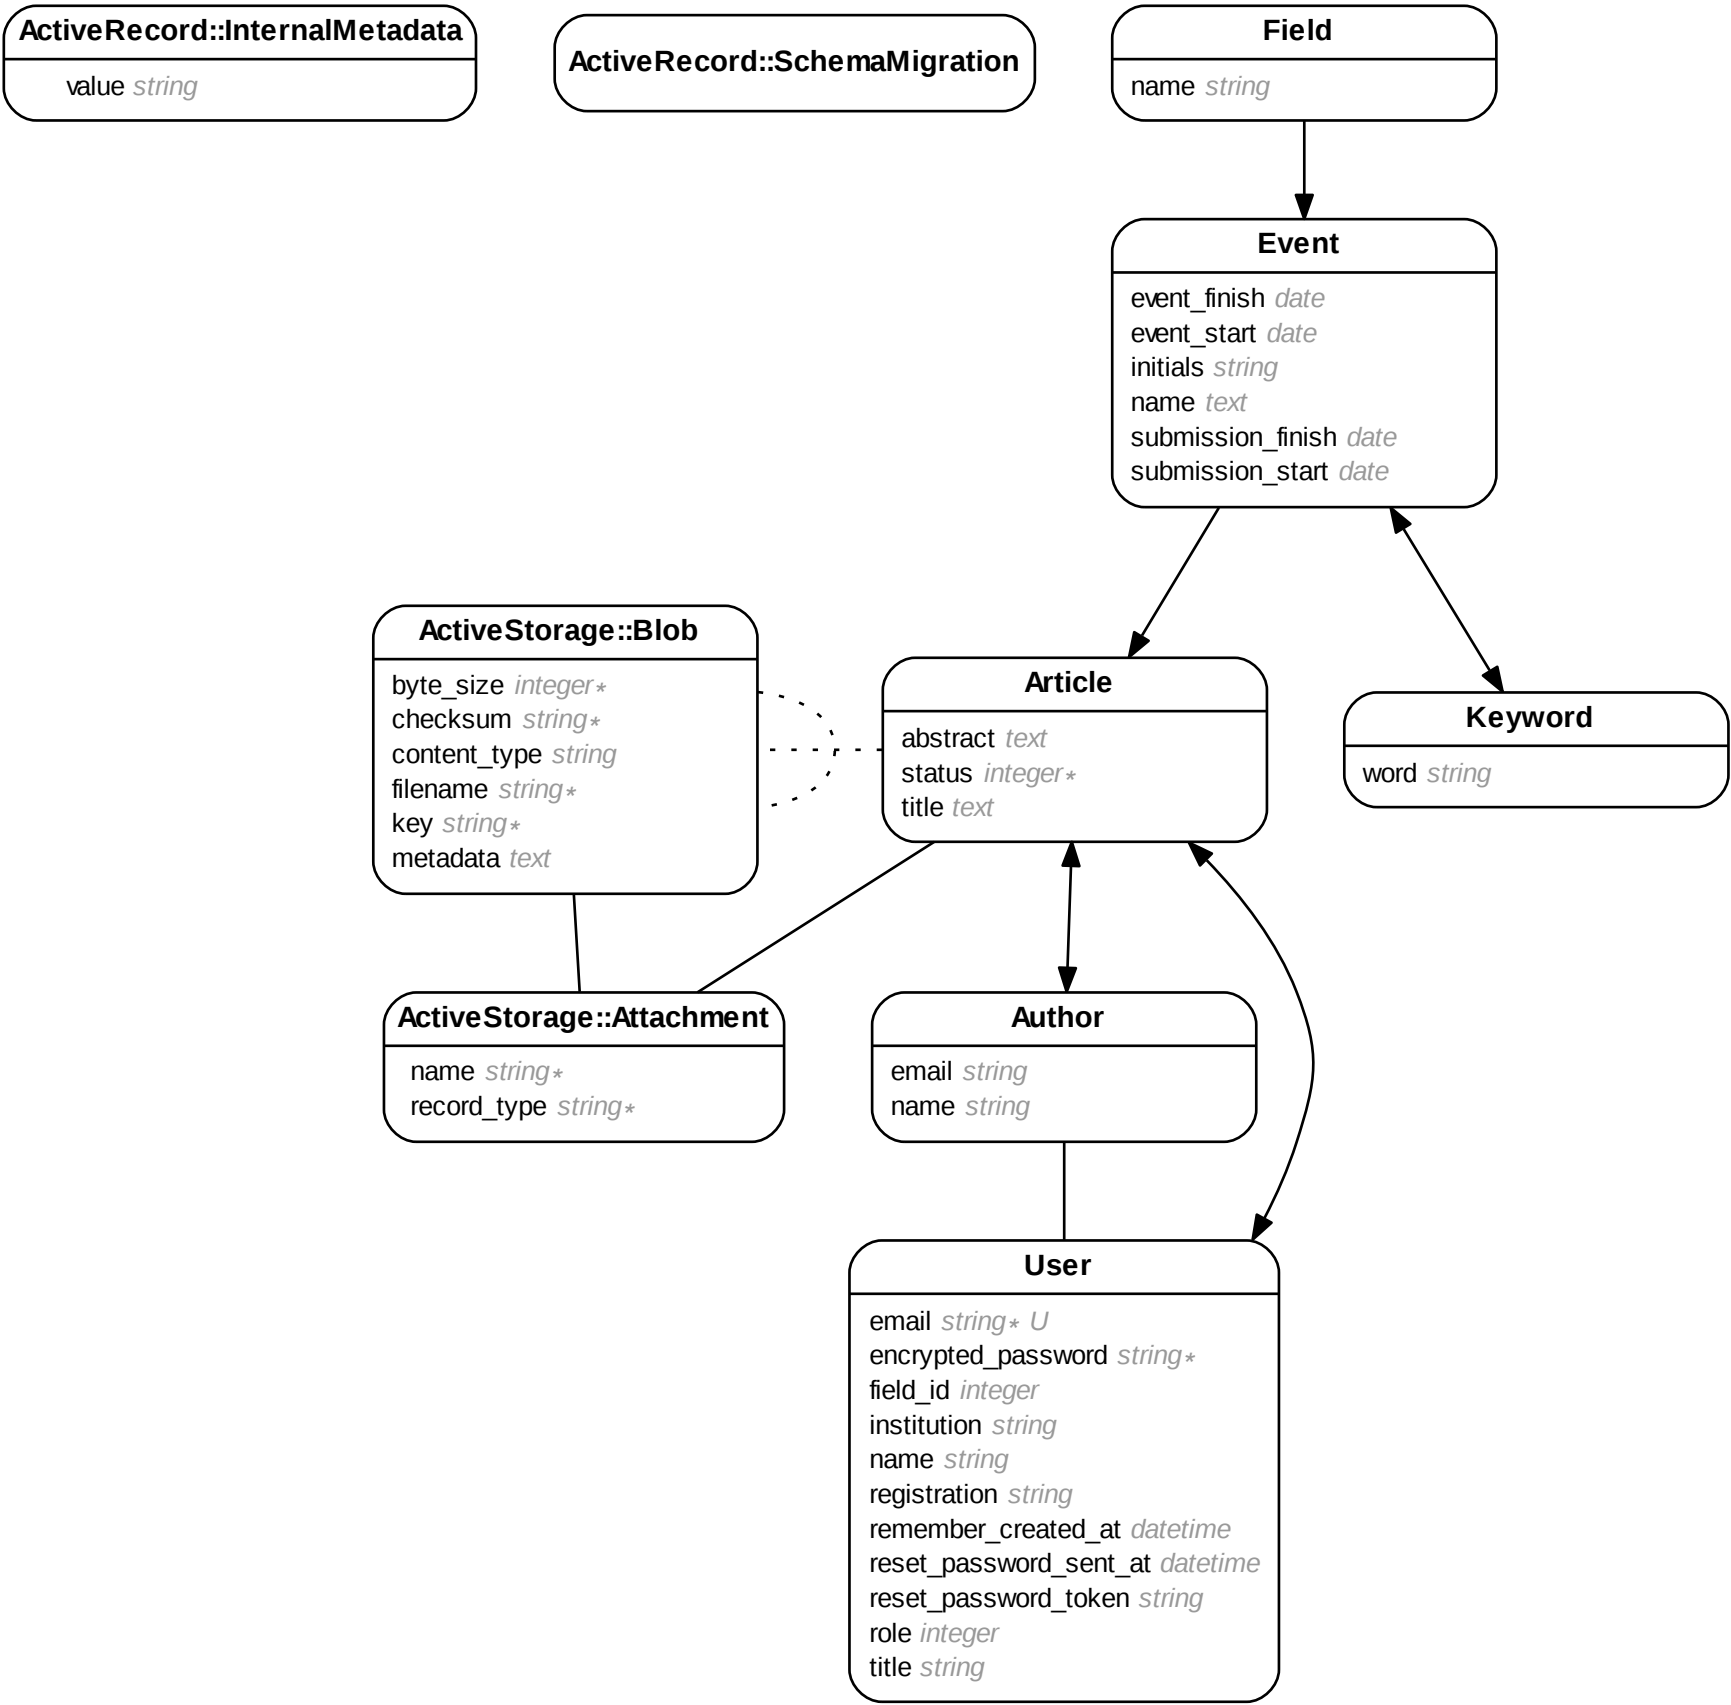 ActiveRecord::InternalMetadata
value string
ActiveRecord::SchemaMigration
Field
name string
Event
event_finish date
event_start date
initials string
name text
submission_finish date
submission_start date
ActiveStorage::Blob
byte_size integer∗
checksum string∗
content_type string
filename string∗
key string∗
metadata text
Article
abstract text
status integer∗
title text
Keyword
word string
ActiveStorage::Attachment
name string∗
record_type string∗
Author
email string
name string
User
email string∗ U
encrypted_password string∗
field_id integer
institution string
name string
registration string
remember_created_at datetime
reset_password_sent_at datetime
reset_password_token string
role integer
title string